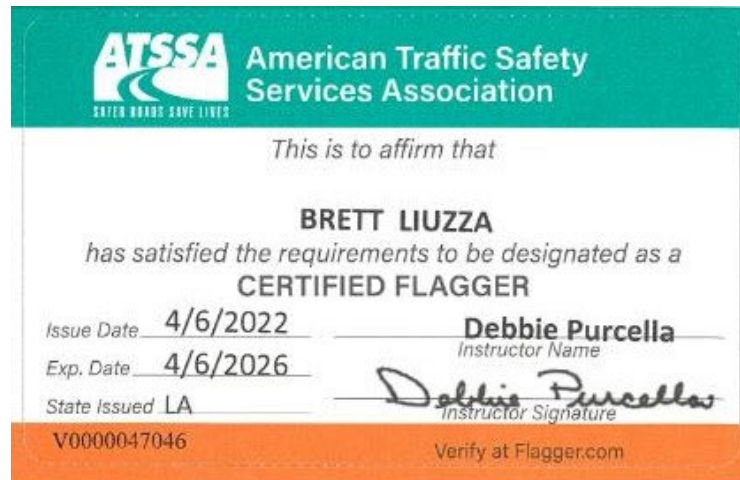 ATSSA
SAFER ROADS SAVE LIVES
American Traffic Safety
Services Association
This is to affirm that
BRETT LIUZZA
has satisfied the requirements to be designated as a
CERTIFIED FLAGGER
Issue Date 4/6/2022
Debbie Purcella
Instructor Name
Exp. Date 4/6/2026
Debbie Purcella
Instructor Signature
State Issued LA
V0000047046
Verify at Flagger.com